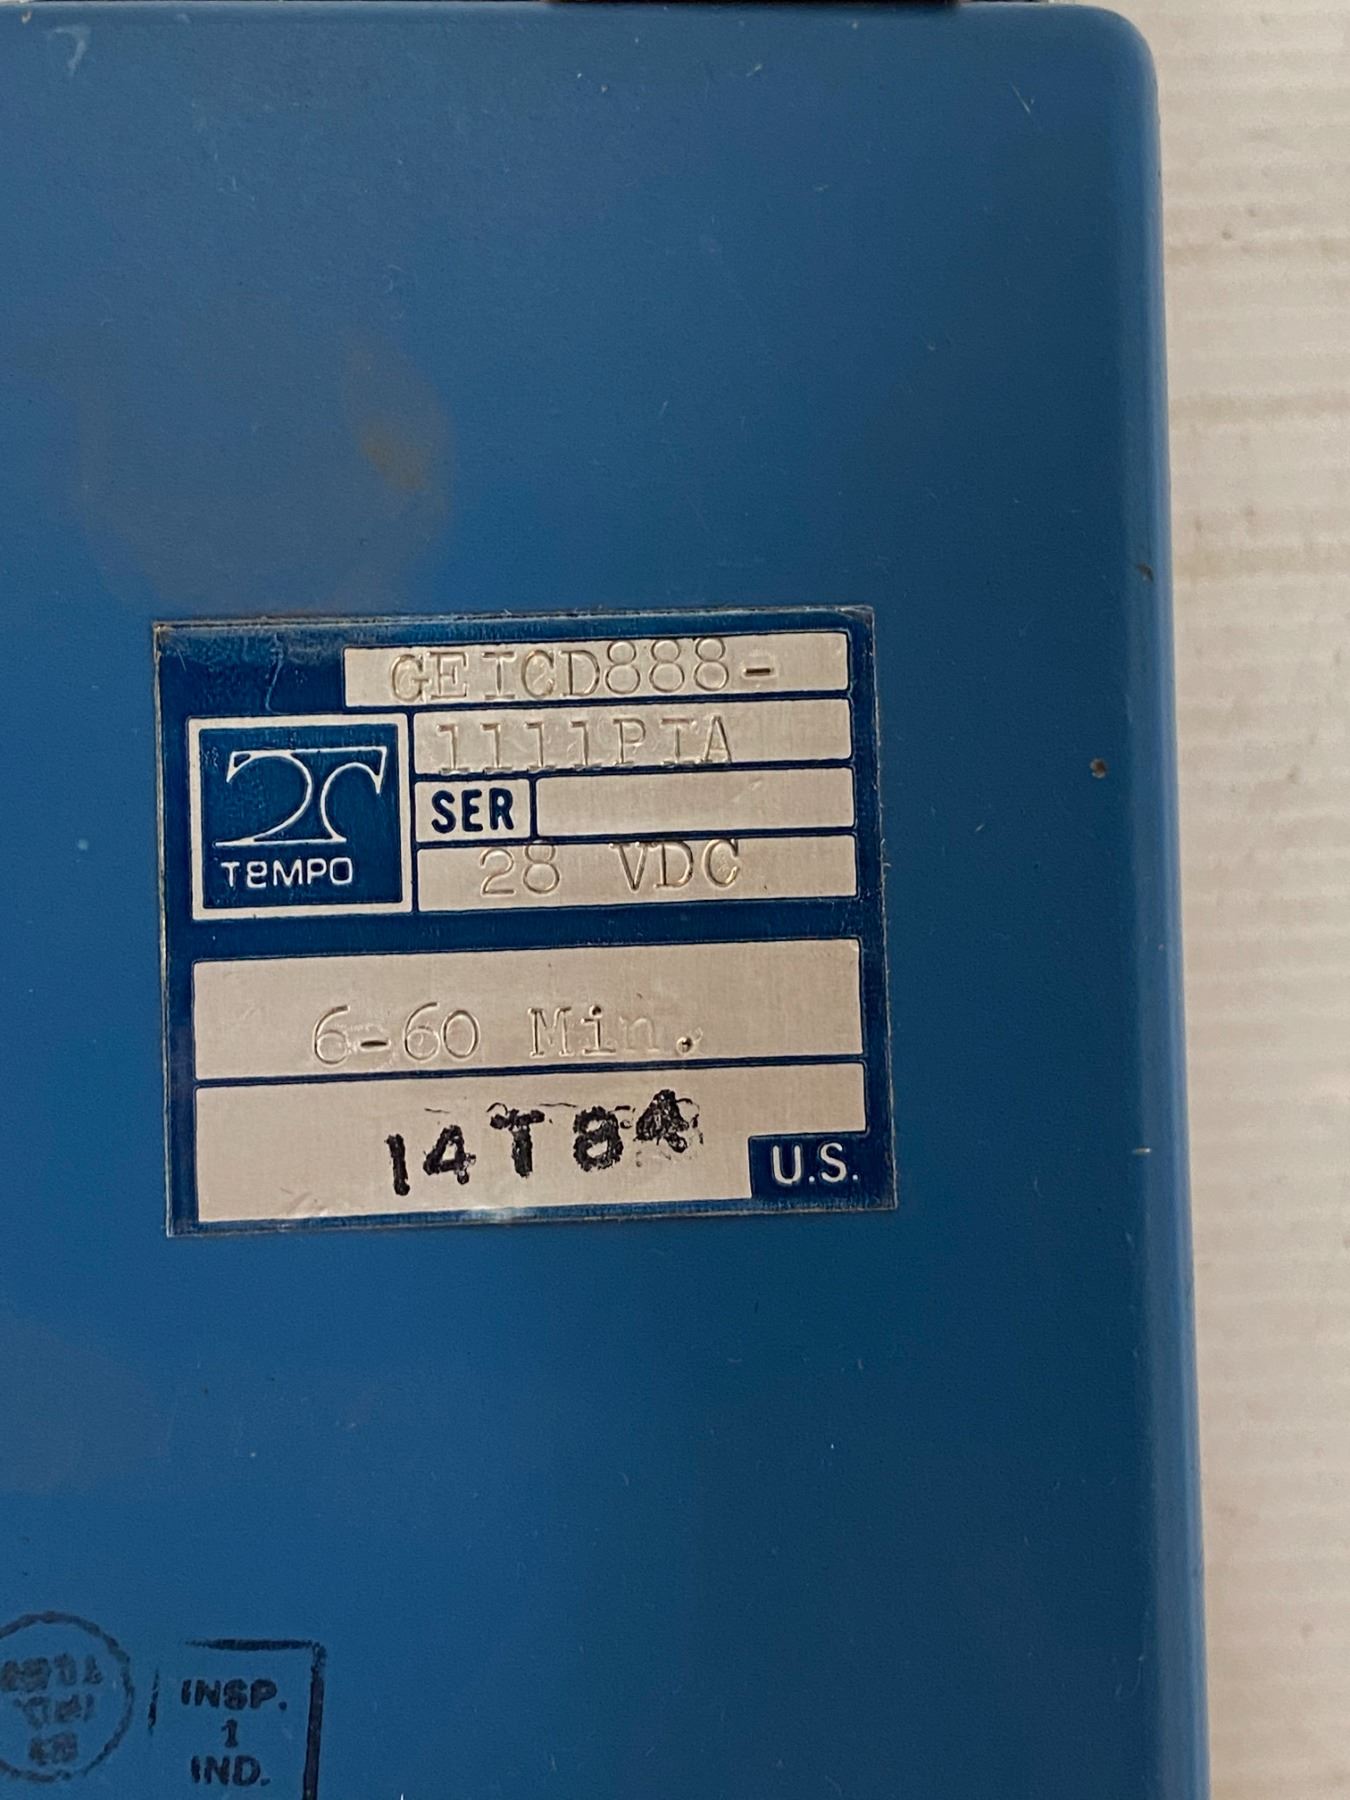 GEICD888-
1111PIA
SER
28 VDC
TEMPO
6-60 Min.
14T84
U.S.
INSP.
1
IND.